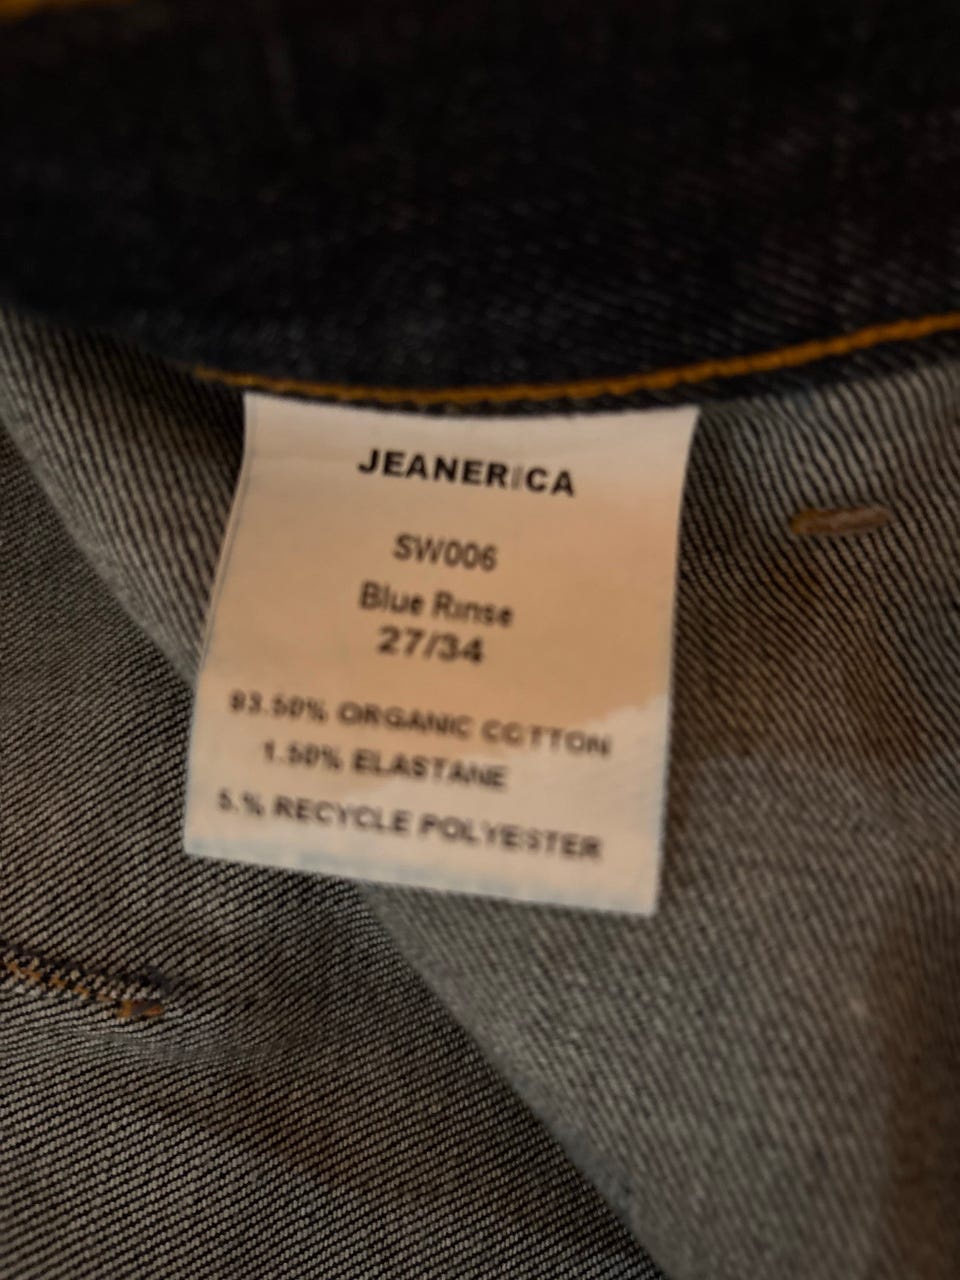 JEANERICA
SW006
Blue Rinse
27/34
93.50% ORGANIC COTTON
1.50% ELASTANE
5.% RECYCLE POLYESTER